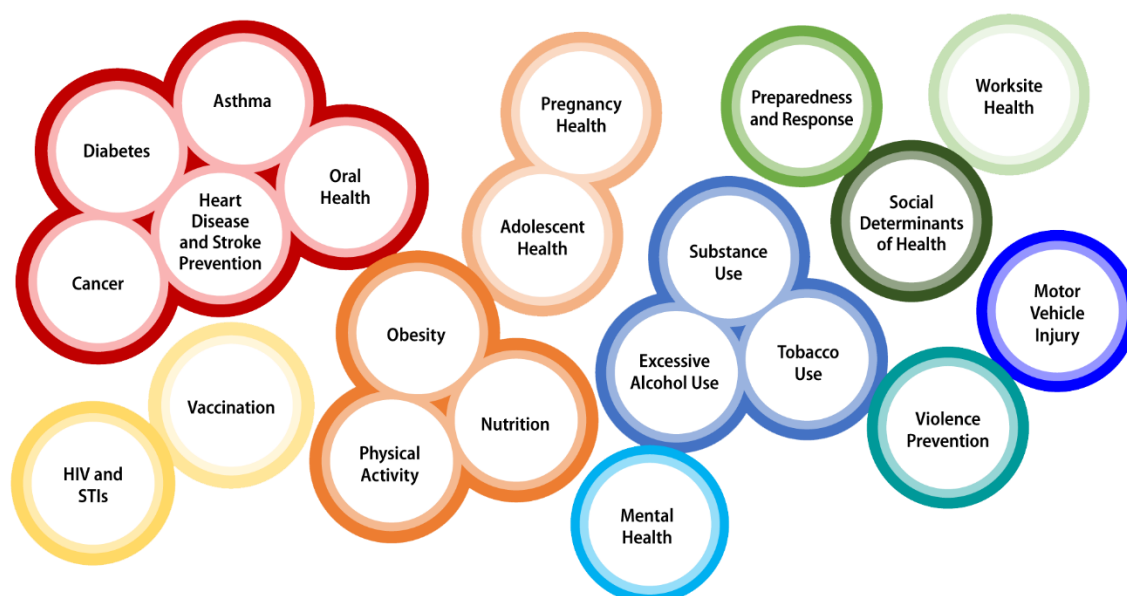 Asthma
Diabetes
Oral
Health
Heart
Disease
and Stroke
Prevention
Cancer
Pregnancy
Health
Adolescent
Health
Preparedness
and Response
Worksite
Health
Social
Determinants
of Health
Substance
Use
Excessive
Alcohol Use
Tobacco
Use
Motor
Vehicle
Injury
Obesity
Nutrition
Physical
Activity
Vaccination
HIV and
STIs
Violence
Prevention
Mental
Health